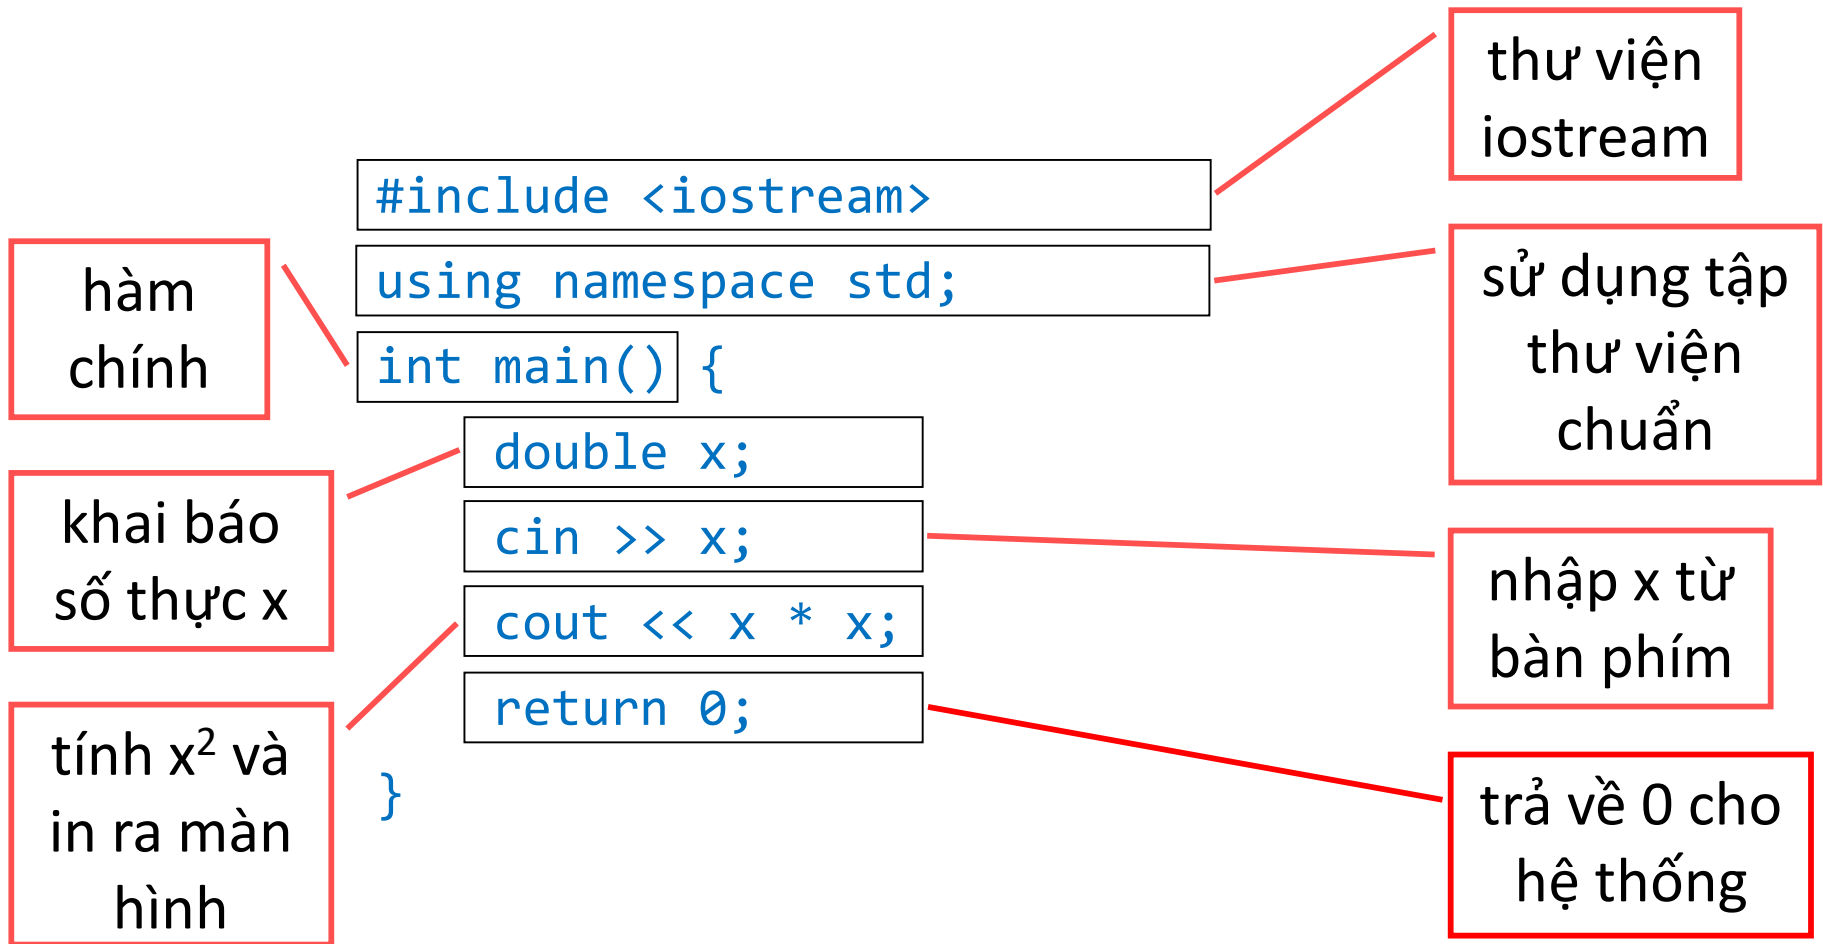 thư viện
iostream
#include <iostream>
using namespace std;
sử dụng tập
thư viện
chuẩn
hàm
chính
int main() {
double x;
khai báo
số thực x
cin >> x;
nhập x từ
bàn phím
cout << x * x;
tính x² và
in ra màn
hình
return 0;
trả về 0 cho
hệ thống
}